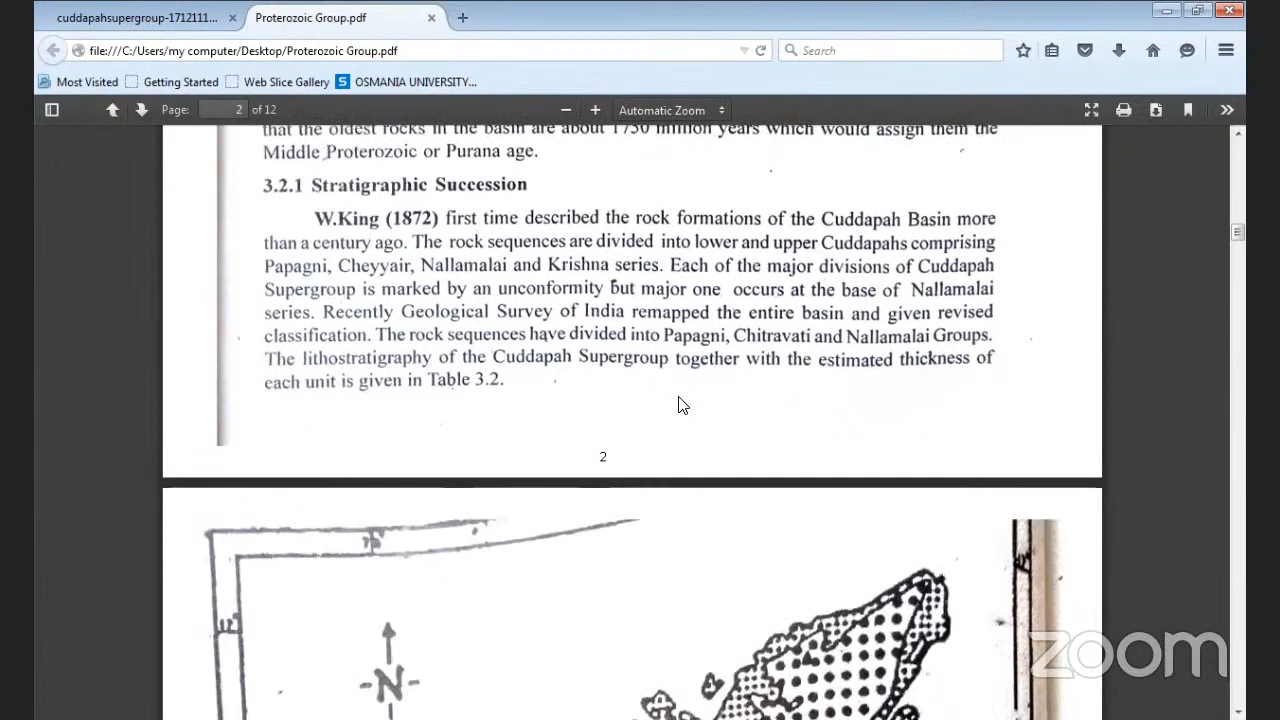 cuddapahsupergroup-1712111...
Proterozoic Group.pdf
file:///C:/Users/my computer/Desktop/Proterozoic Group.pdf
Search
Most Visited
Getting Started
Web Slice Gallery
S OSMANIA UNIVERSITY...
Page: 2 of 12
Automatic Zoom
that the oldest rocks in the basin are about 1750 million years which would assign them the
Middle Proterozoic or Purana age.
3.2.1 Stratigraphic Succession
W.King (1872) first time described the rock formations of the Cuddapah Basin more
than a century ago. The rock sequences are divided into lower and upper Cuddapahs comprising
Papagni, Cheyyair, Nallamalai and Krishna series. Each of the major divisions of Cuddapah
Supergroup is marked by an unconformity but major one occurs at the base of Nallamalai
series. Recently Geological Survey of India remapped the entire basin and given revised
classification. The rock sequences have divided into Papagni, Chitravati and Nallamalai Groups.
The lithostratigraphy of the Cuddapah Supergroup together with the estimated thickness of
each unit is given in Table 3.2.
2
-N-
zoom